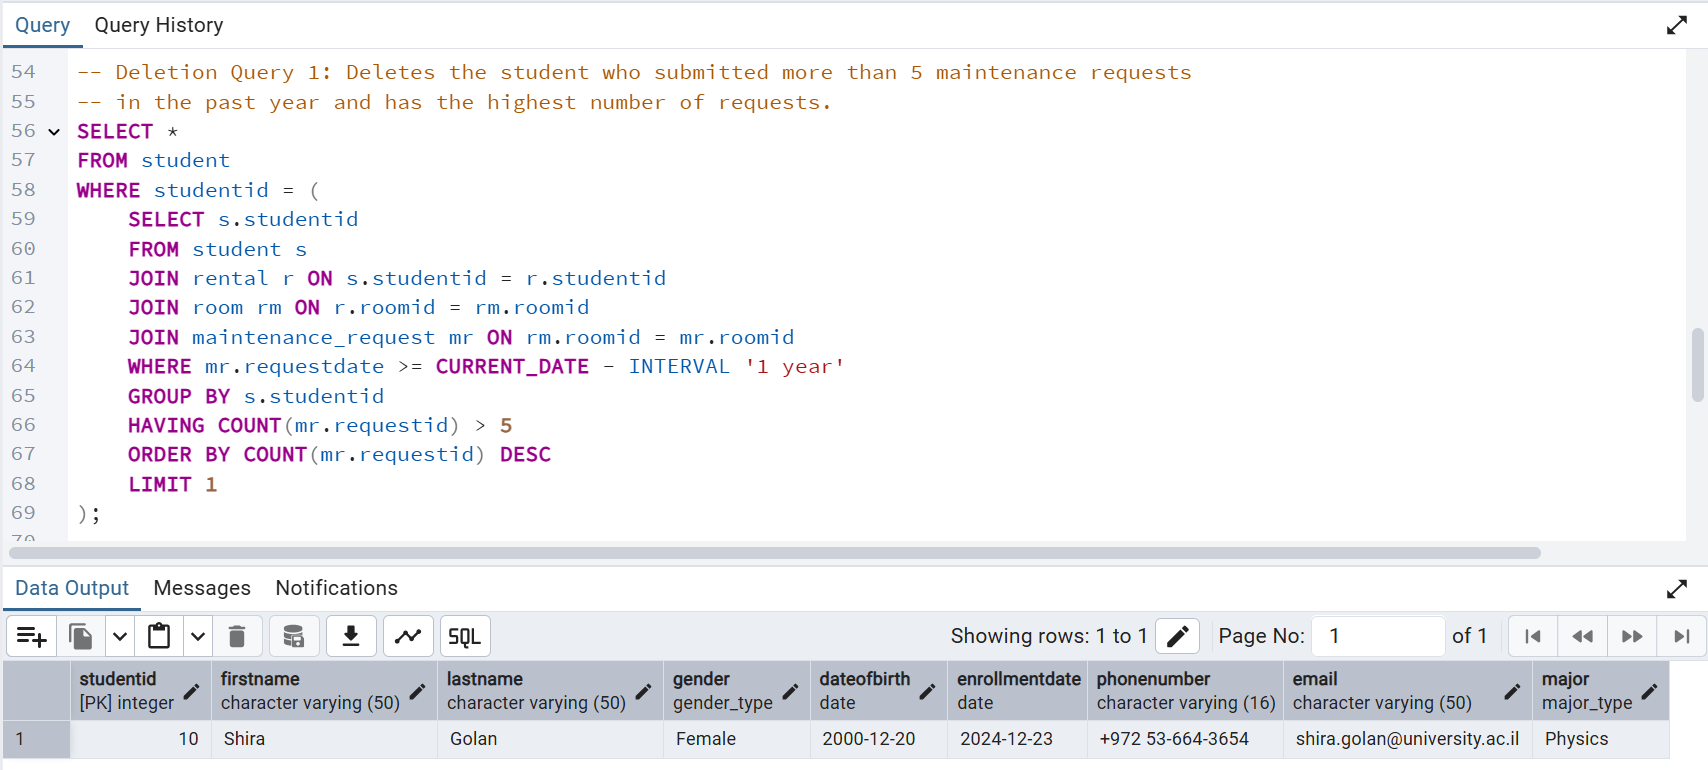 Query Query History
54 -- Deletion Query 1: Deletes the student who submitted more than 5 maintenance requests
55 -- in the past year and has the highest number of requests.
56 SELECT *
57 FROM student
58 WHERE studentid = (
59 SELECT s.studentid
60 FROM student s
61 JOIN rental r ON s.studentid = r.studentid
62 JOIN room rm ON r.roomid = rm.roomid
63 JOIN maintenance_request mr ON rm.roomid = mr.roomid
64 WHERE mr.requestdate >= CURRENT_DATE - INTERVAL '1 year'
65 GROUP BY s.studentid
66 HAVING COUNT(mr.requestid) > 5
67 ORDER BY COUNT(mr.requestid) DESC
68 LIMIT 1
69 );
70
Data Output Messages Notifications
SQL Showing rows: 1 to 1 Page No: 1 of 1
studentid firstname lastname gender dateofbirth enrollmentdate phonenumber email major
[PK] integer character varying (50) character varying (50) gender_type date date character varying (16) character varying (50) major_type
1 10 Shira Golan Female 2000-12-20 2024-12-23 +972 53-664-3654 shira.golan@university.ac.il Physics